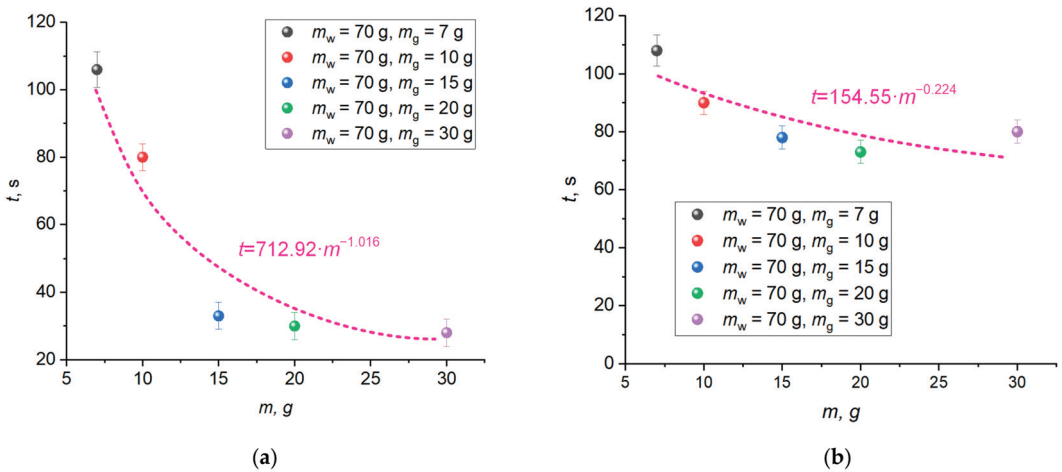 120
100
80
60
40
20
t, s
5
10
15
20
25
30
m, g
m_w = 70 g, m_g = 7 g
m_w = 70 g, m_g = 10 g
m_w = 70 g, m_g = 15 g
m_w = 70 g, m_g = 20 g
m_w = 70 g, m_g = 30 g
t=712.92·m^−1.016
(a)
120
100
80
60
40
20
0
t, s
5
10
15
20
25
30
m, g
t=154.55·m^−0.224
m_w = 70 g, m_g = 7 g
m_w = 70 g, m_g = 10 g
m_w = 70 g, m_g = 15 g
m_w = 70 g, m_g = 20 g
m_w = 70 g, m_g = 30 g
(b)